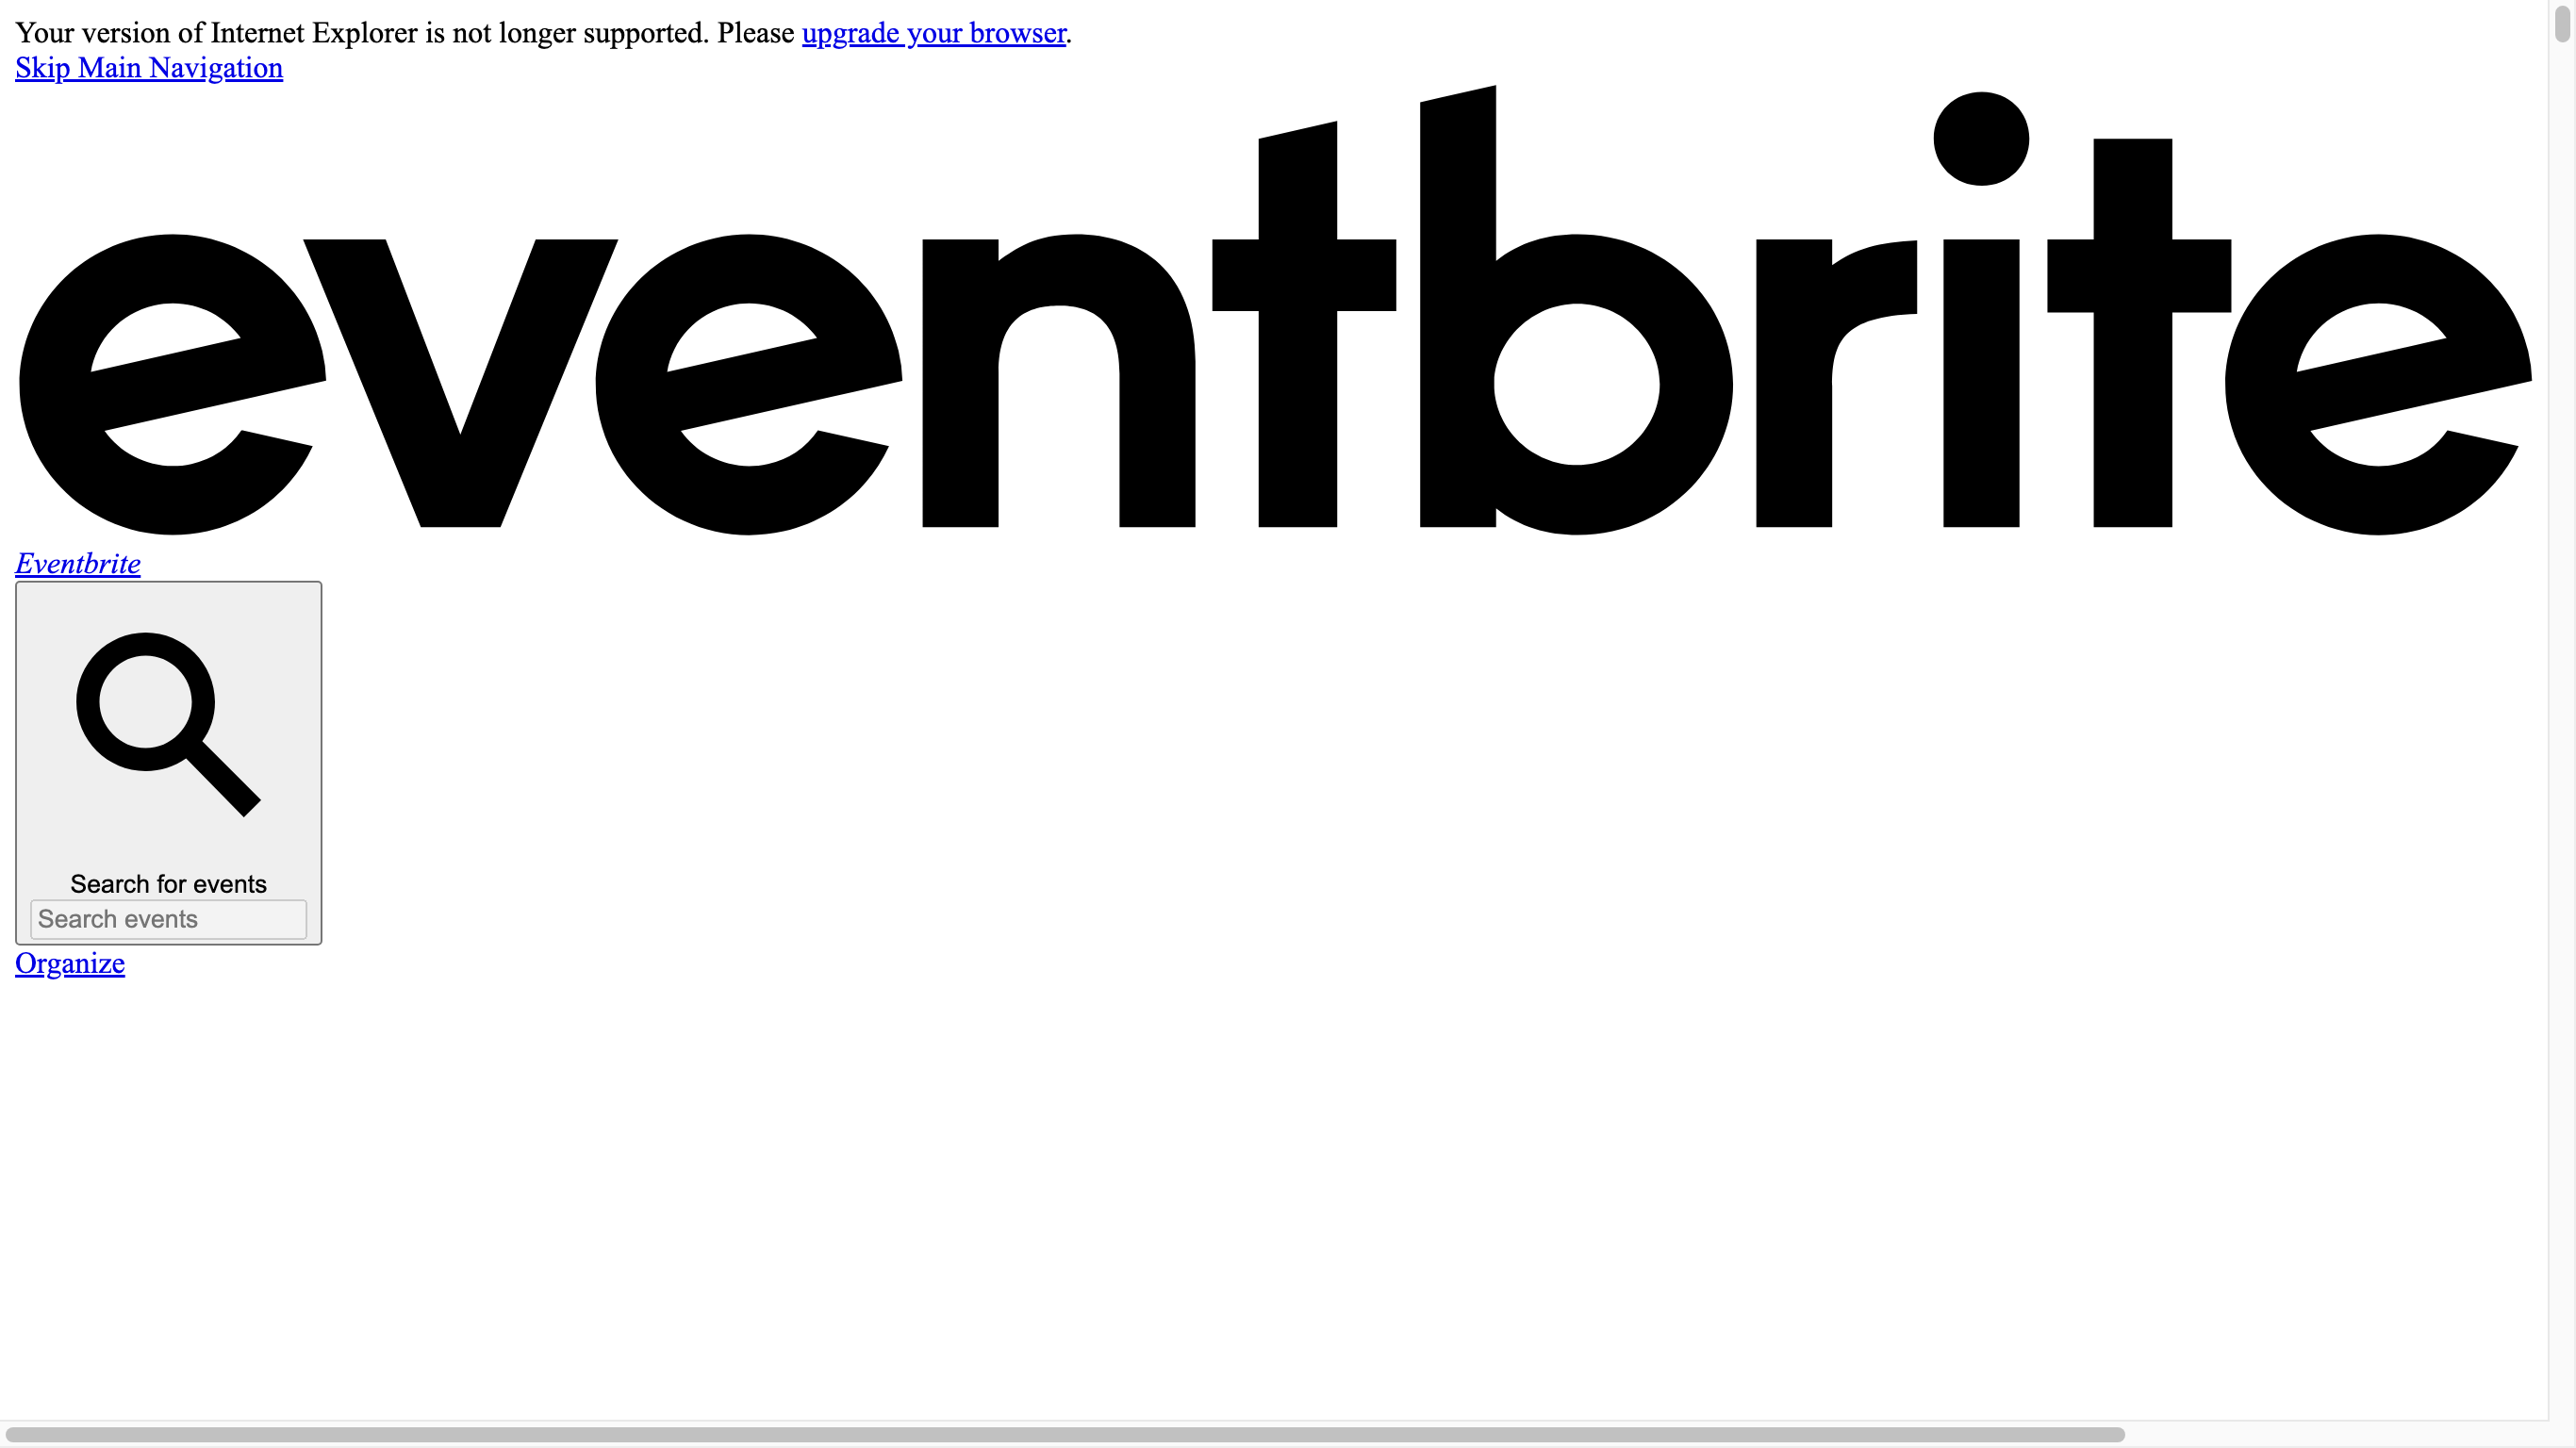 Your version of Internet Explorer is not longer supported. Please upgrade your browser.
Skip Main Navigation
eventbrite
Eventbrite
Search for events
Search events
Organize